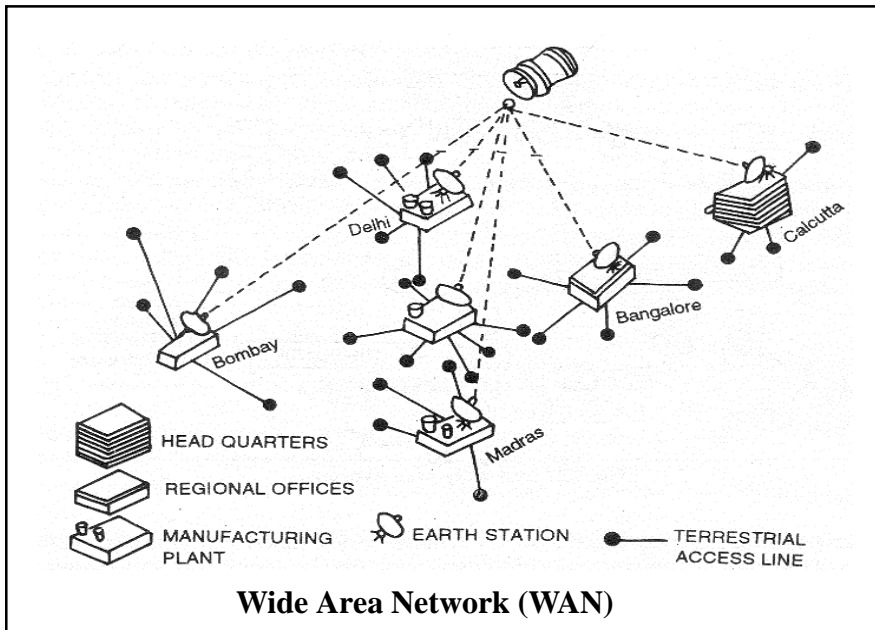 Delhi
Calcutta
Bangalore
Bombay
Madras
HEAD QUARTERS
REGIONAL OFFICES
MANUFACTURING
PLANT
EARTH STATION
TERRESTRIAL
ACCESS LINE
Wide Area Network (WAN)